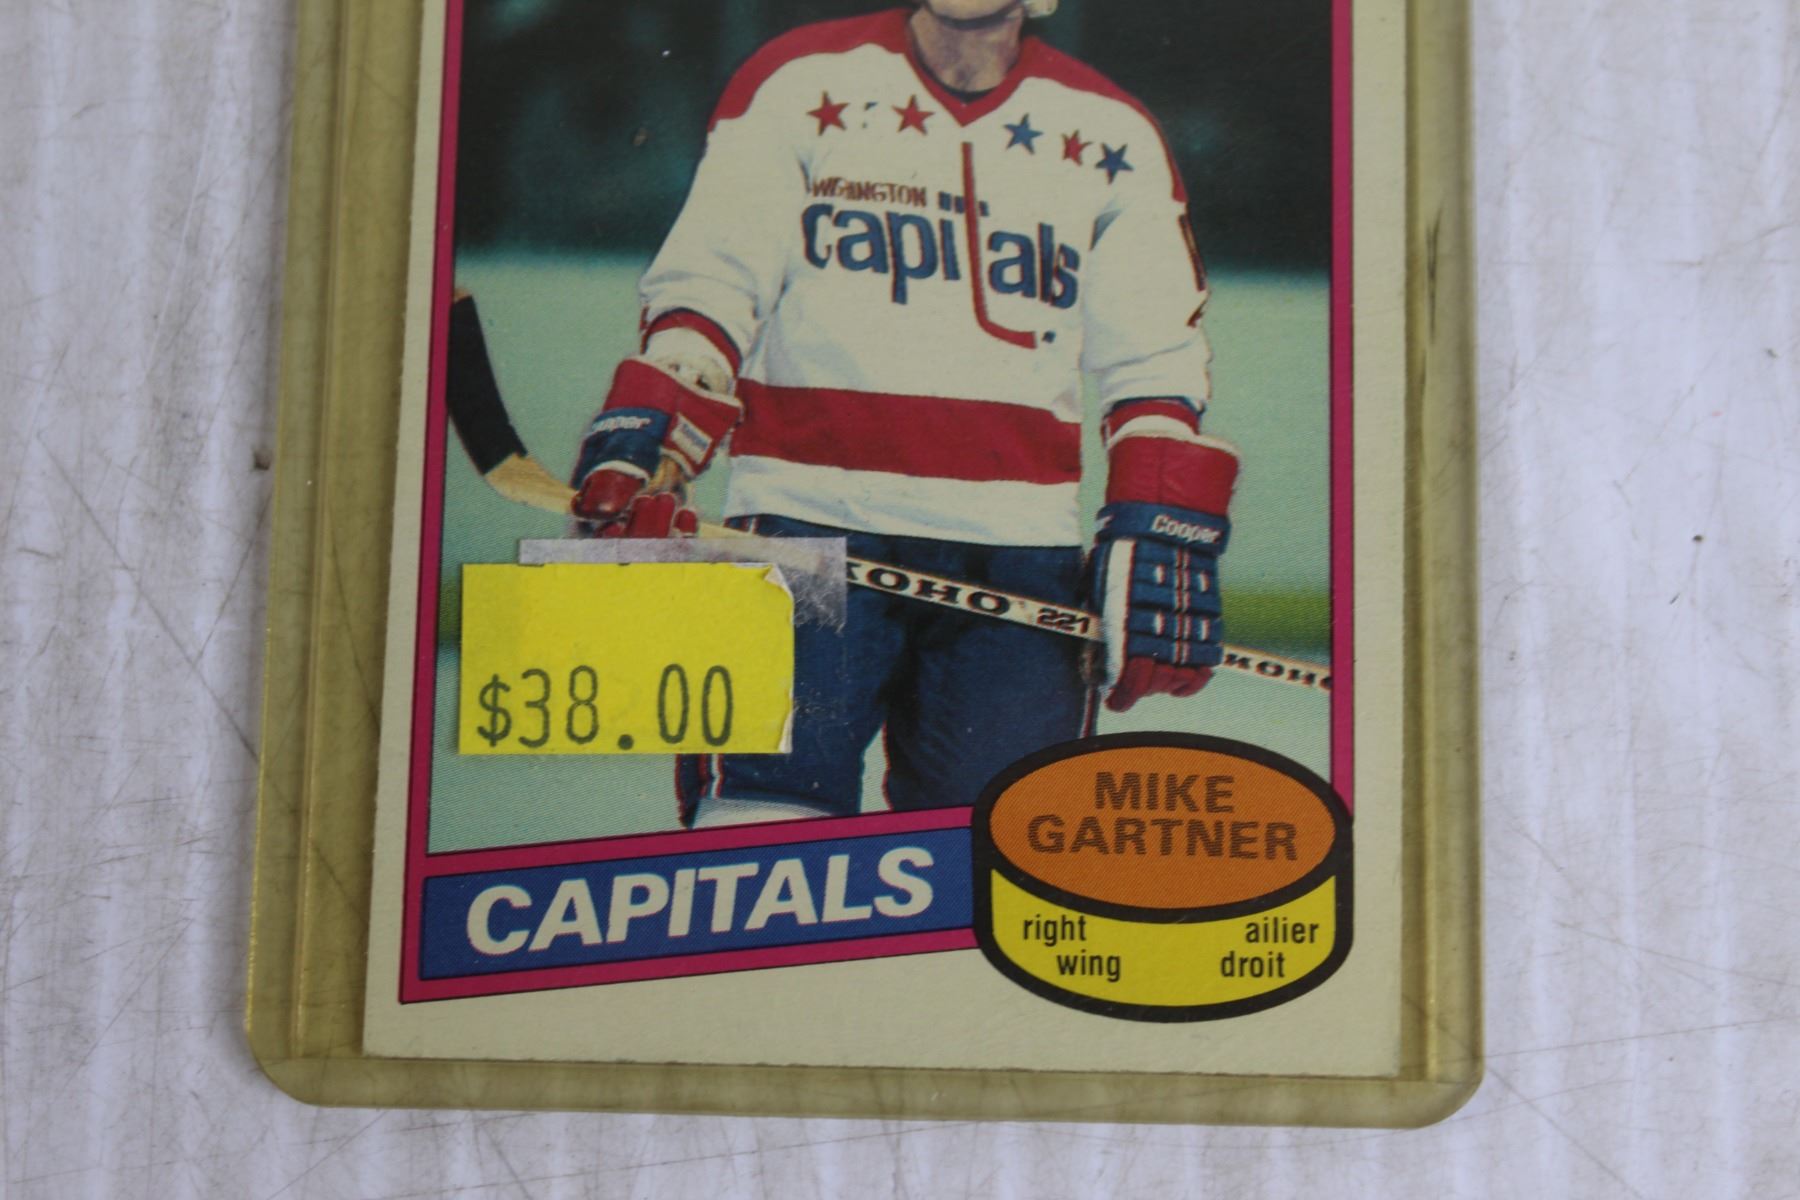 WASHINGTON
capitals
Cooper
Cooper
KOHO 221
KOHO
$38.00
MIKE
GARTNER
CAPITALS
right ailier
wing droit